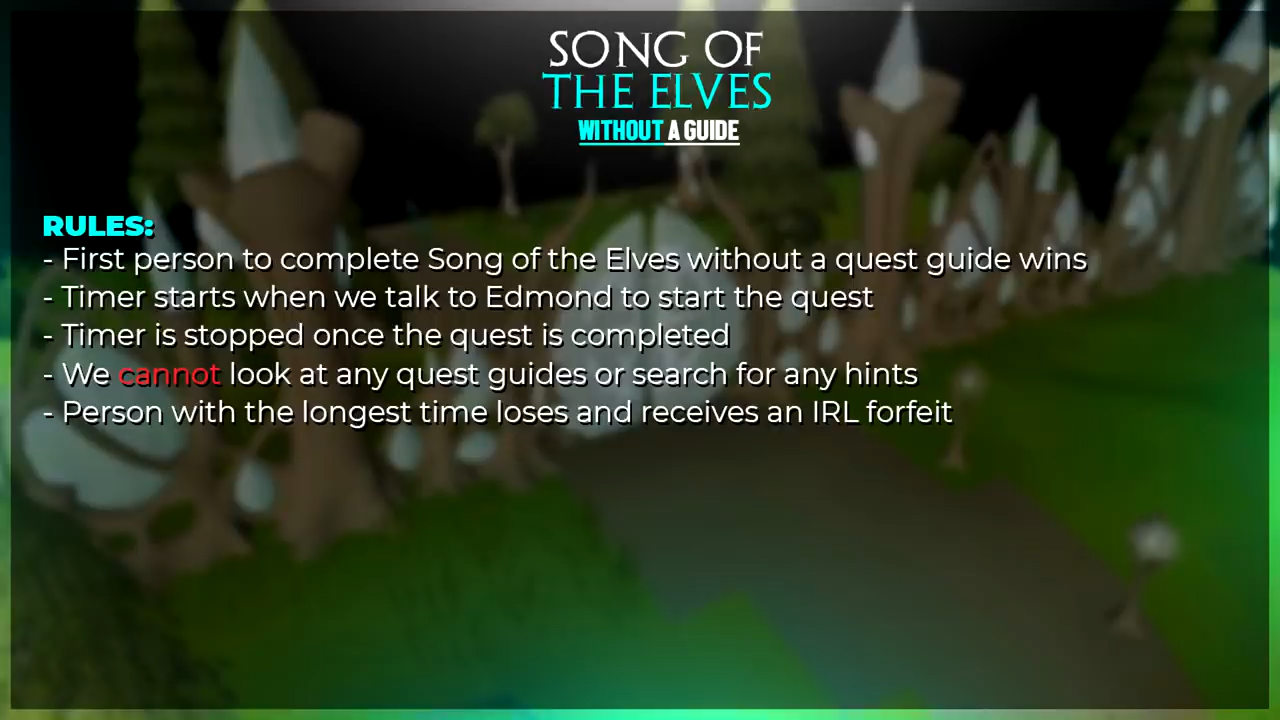 SONG OF
THE ELVES
WITHOUT A GUIDE
RULES:
- First person to complete Song of the Elves without a quest guide wins
- Timer starts when we talk to Edmond to start the quest
- Timer is stopped once the quest is completed
- We cannot look at any quest guides or search for any hints
- Person with the longest time loses and receives an IRL forfeit